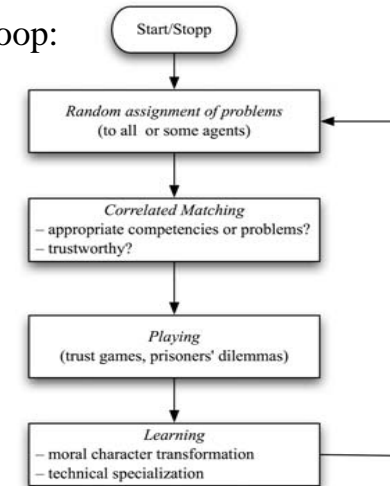 oop:
Start/Stopp
Random assignment of problems
(to all or some agents)
Correlated Matching
– appropriate competencies or problems?
– trustworthy?
Playing
(trust games, prisoners' dilemmas)
Learning
– moral character transformation
– technical specialization